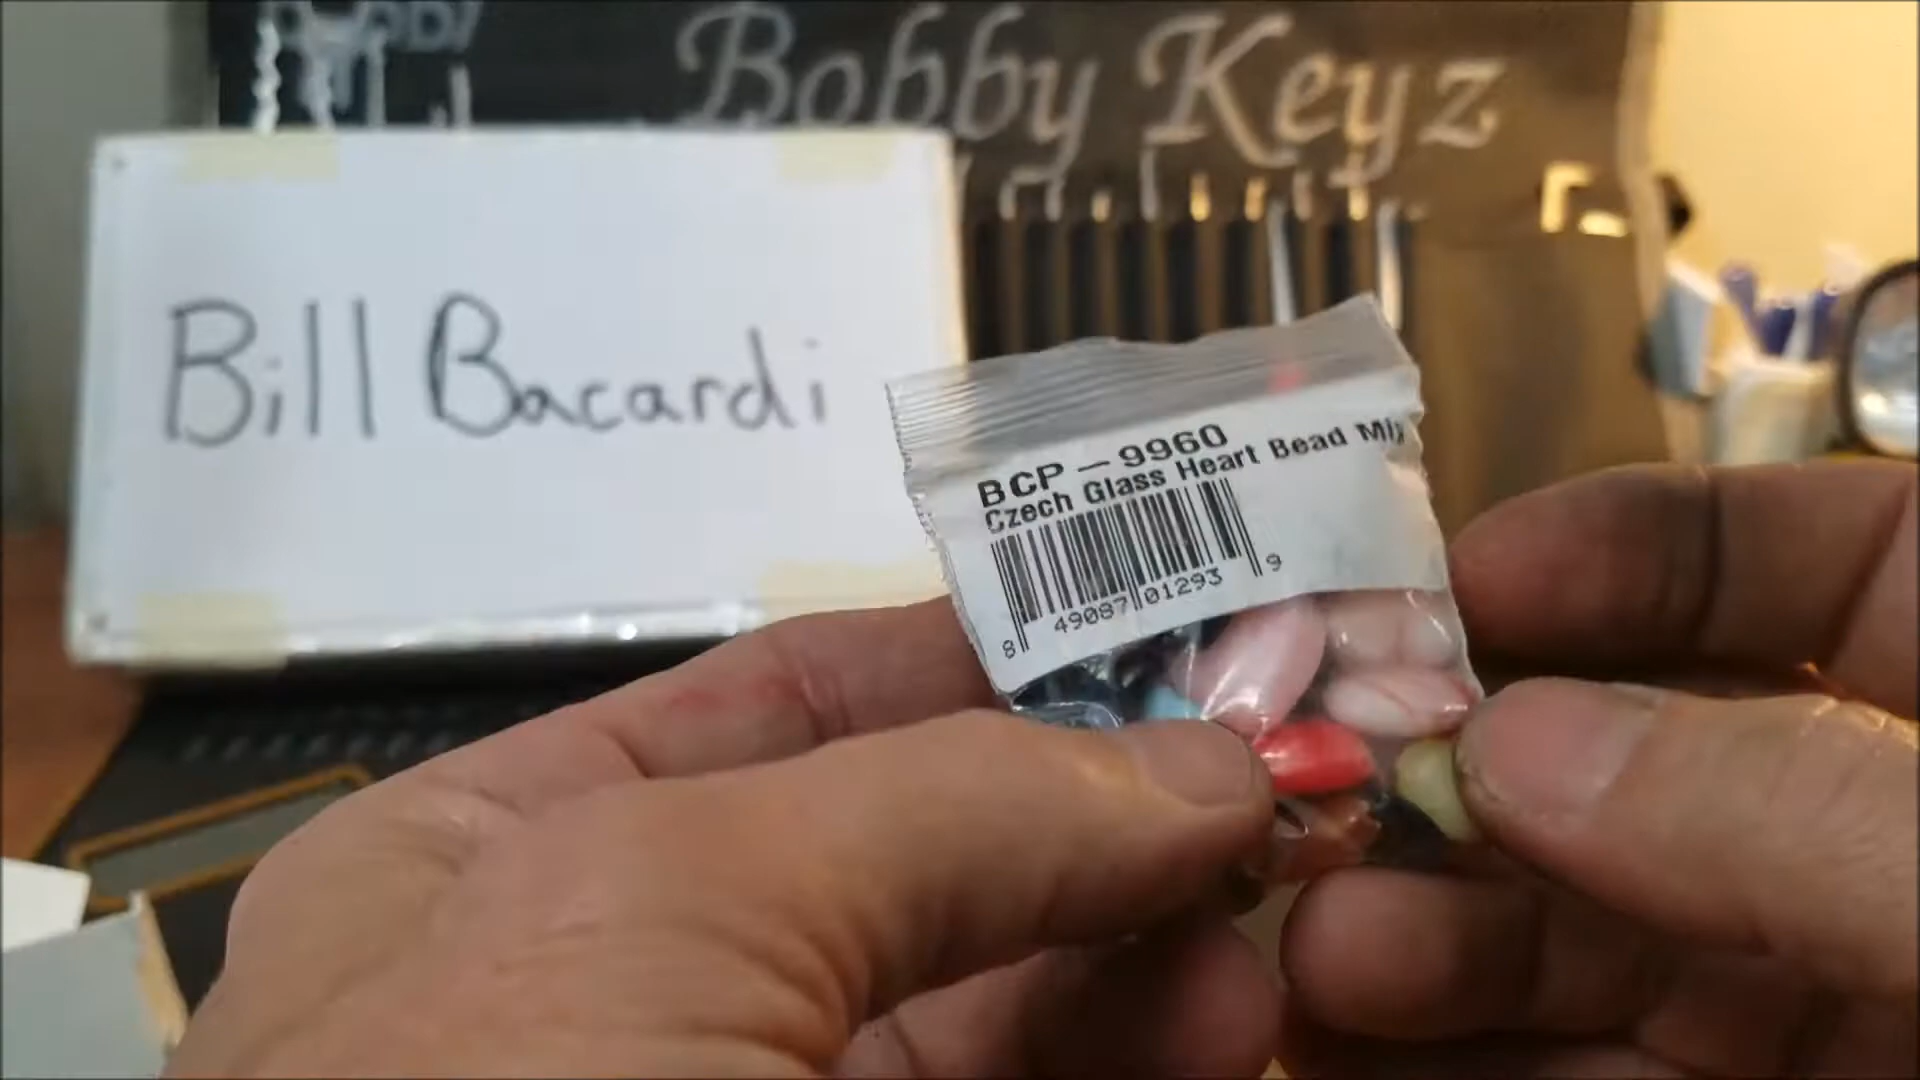 Bobby Keyz
Bill Bacardi
BCP – 9960
Czech Glass Heart Bead Mix
8 49087 01293 9